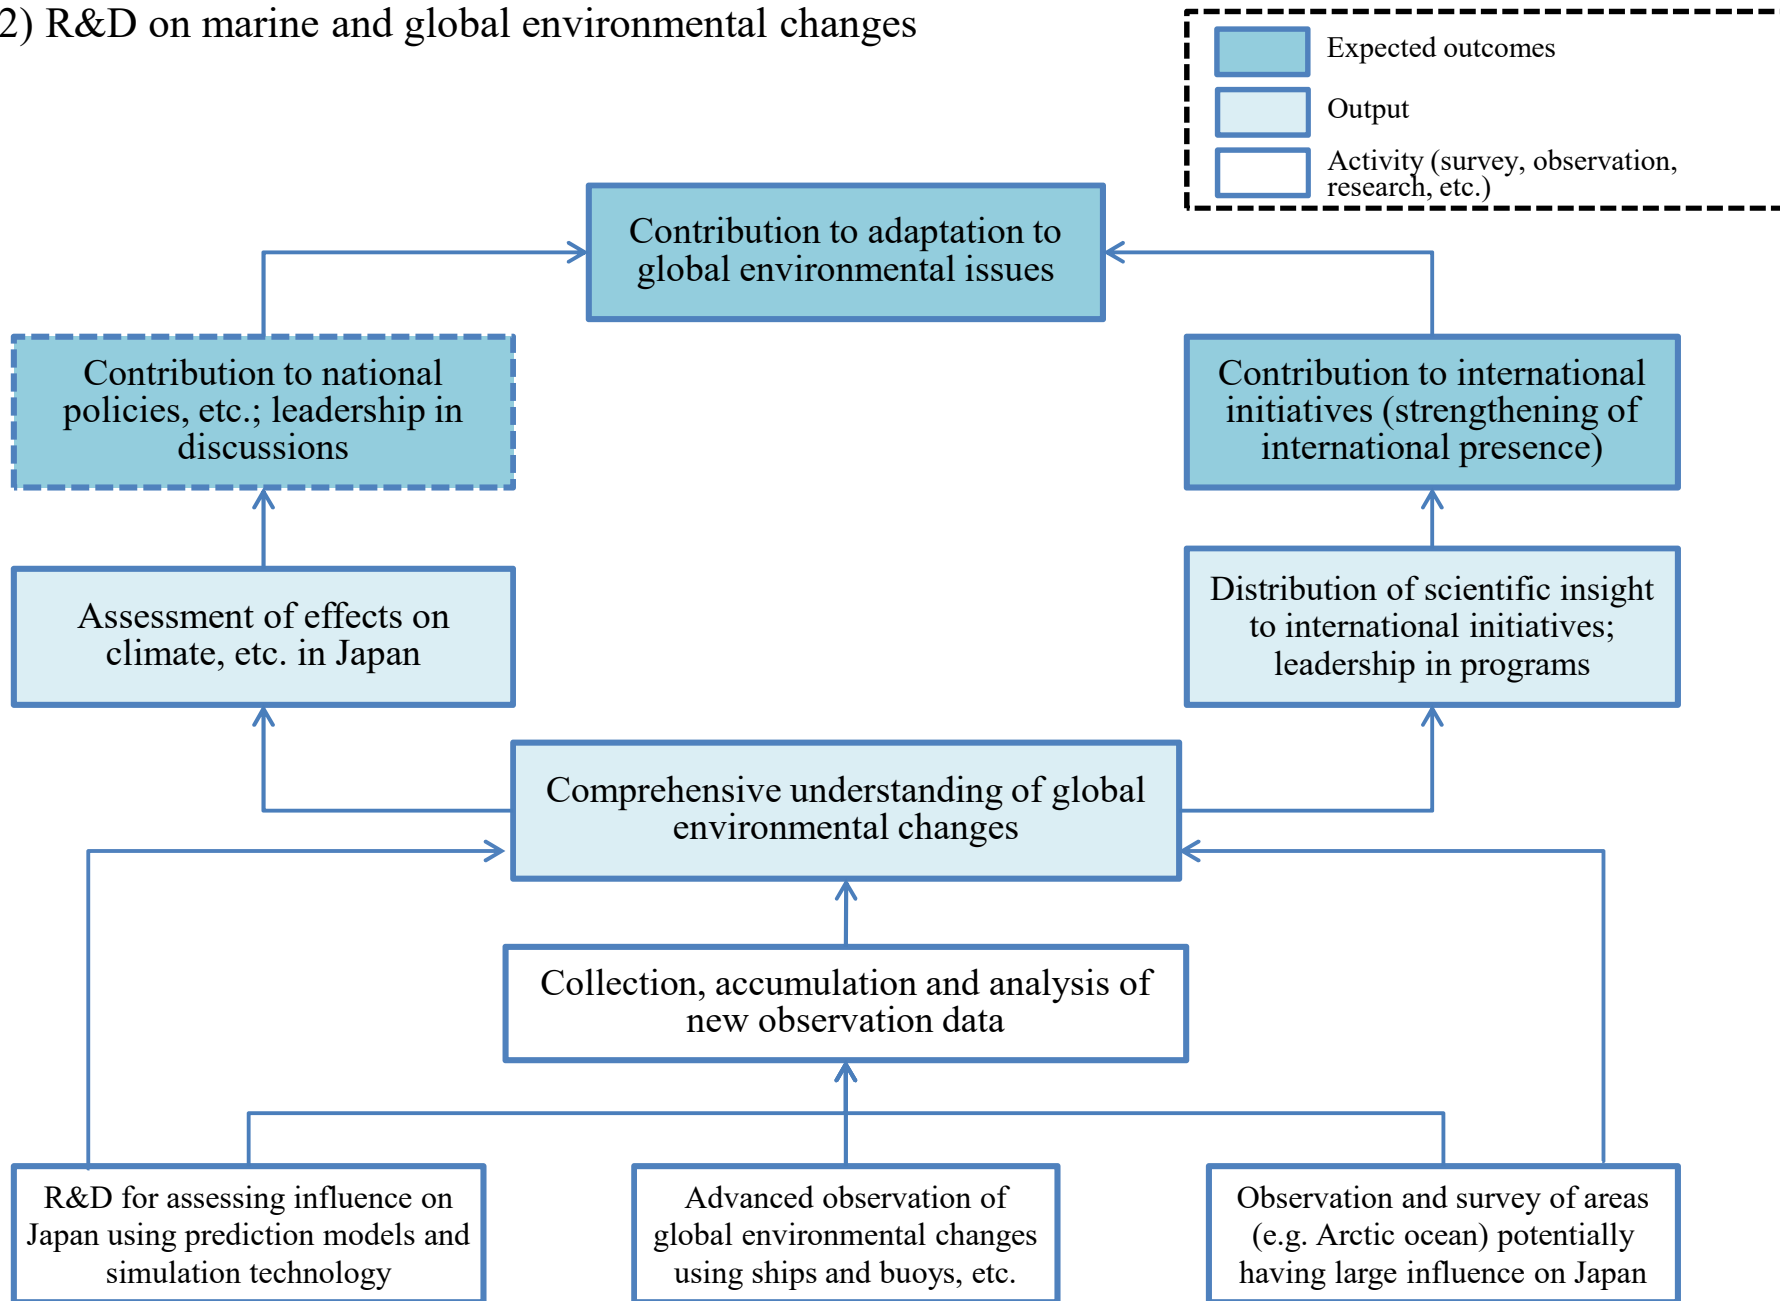 2) R&D on marine and global environmental changes
Expected outcomes
Output
Activity (survey, observation,
research, etc.)
Contribution to adaptation to
global environmental issues
Contribution to national
policies, etc.; leadership in
discussions
Contribution to international
initiatives (strengthening of
international presence)
Assessment of effects on
climate, etc. in Japan
Distribution of scientific insight
to international initiatives;
leadership in programs
Comprehensive understanding of global
environmental changes
Collection, accumulation and analysis of
new observation data
R&D for assessing influence on
Japan using prediction models and
simulation technology
Advanced observation of
global environmental changes
using ships and buoys, etc.
Observation and survey of areas
(e.g. Arctic ocean) potentially
having large influence on Japan